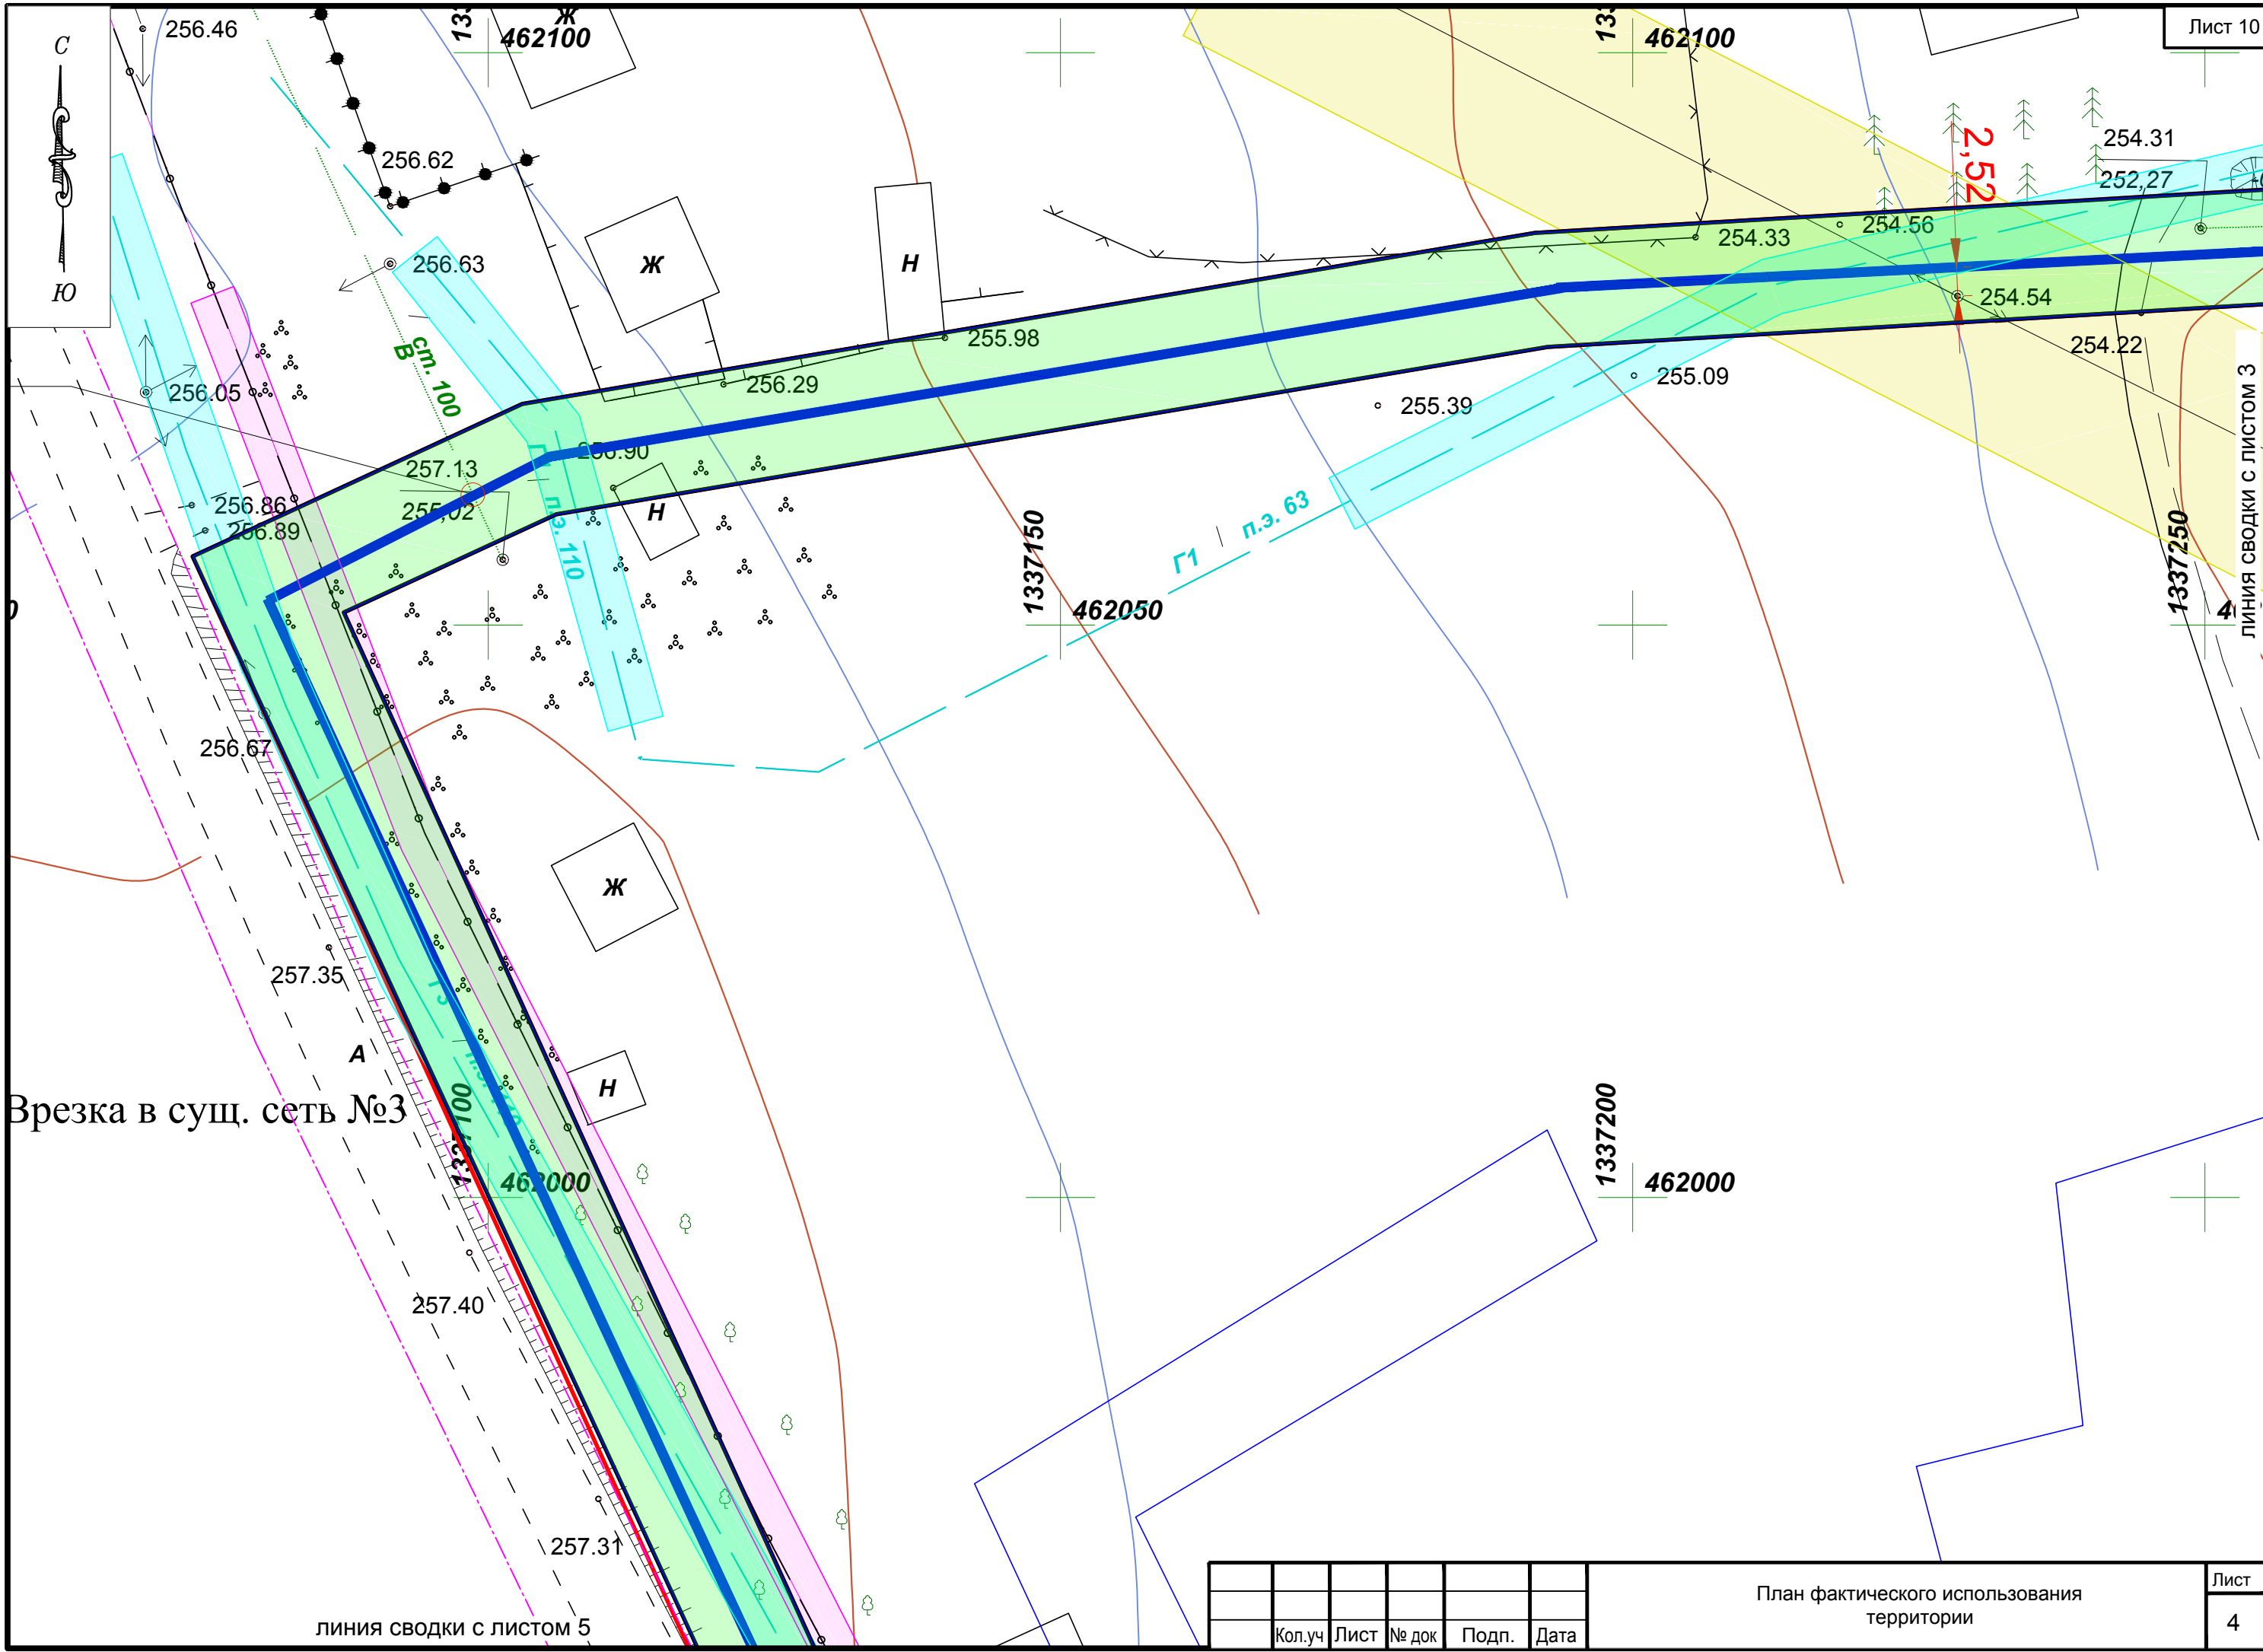 Лист 10
С
Ю
256.46
Ж
462100
462100
256.62
254.31
2,52
252,27
256.63
Ж
Н
254.33
254.56
254.54
255.98
254.22
256.05
ст. 100
В
256.29
255.09
255.39
линия сводки с листом 3
257.13
256.90
255,02
256.86
256.89
Н
п.э. 110
Г1
п.э. 63
1337150
462050
1337250
256.67
Ж
257.35
Г3
А
Н
Врезка в сущ. сеть №3
1337100
462000
1337200
462000
257.40
257.31
линия сводки с листом 5
Кол.уч
Лист
№ док
Подп.
Дата
План фактического использования
территории
Лист
4